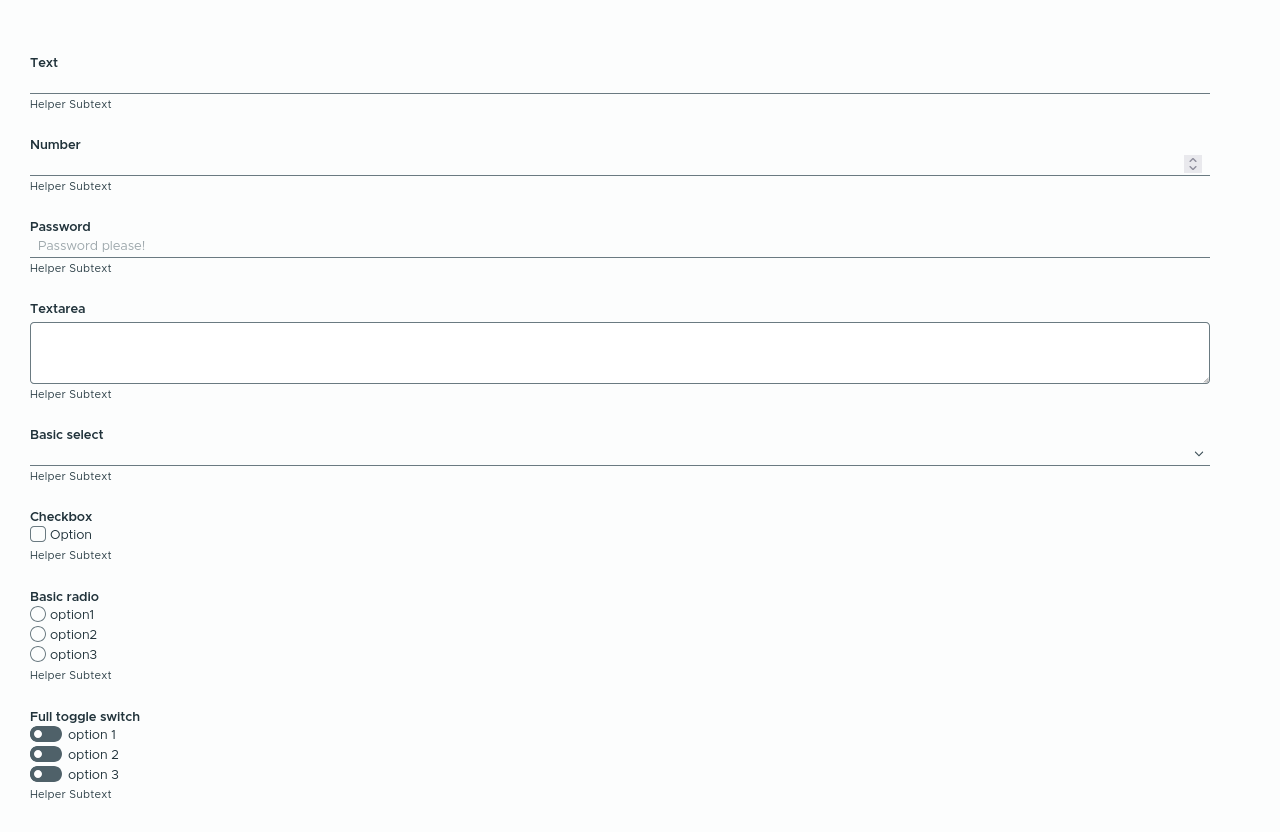 Text
Helper Subtext
Number
Helper Subtext
Password
Password please!
Helper Subtext
Textarea
Helper Subtext
Basic select
Helper Subtext
Checkbox
Option
Helper Subtext
Basic radio
option1
option2
option3
Helper Subtext
Full toggle switch
option 1
option 2
option 3
Helper Subtext